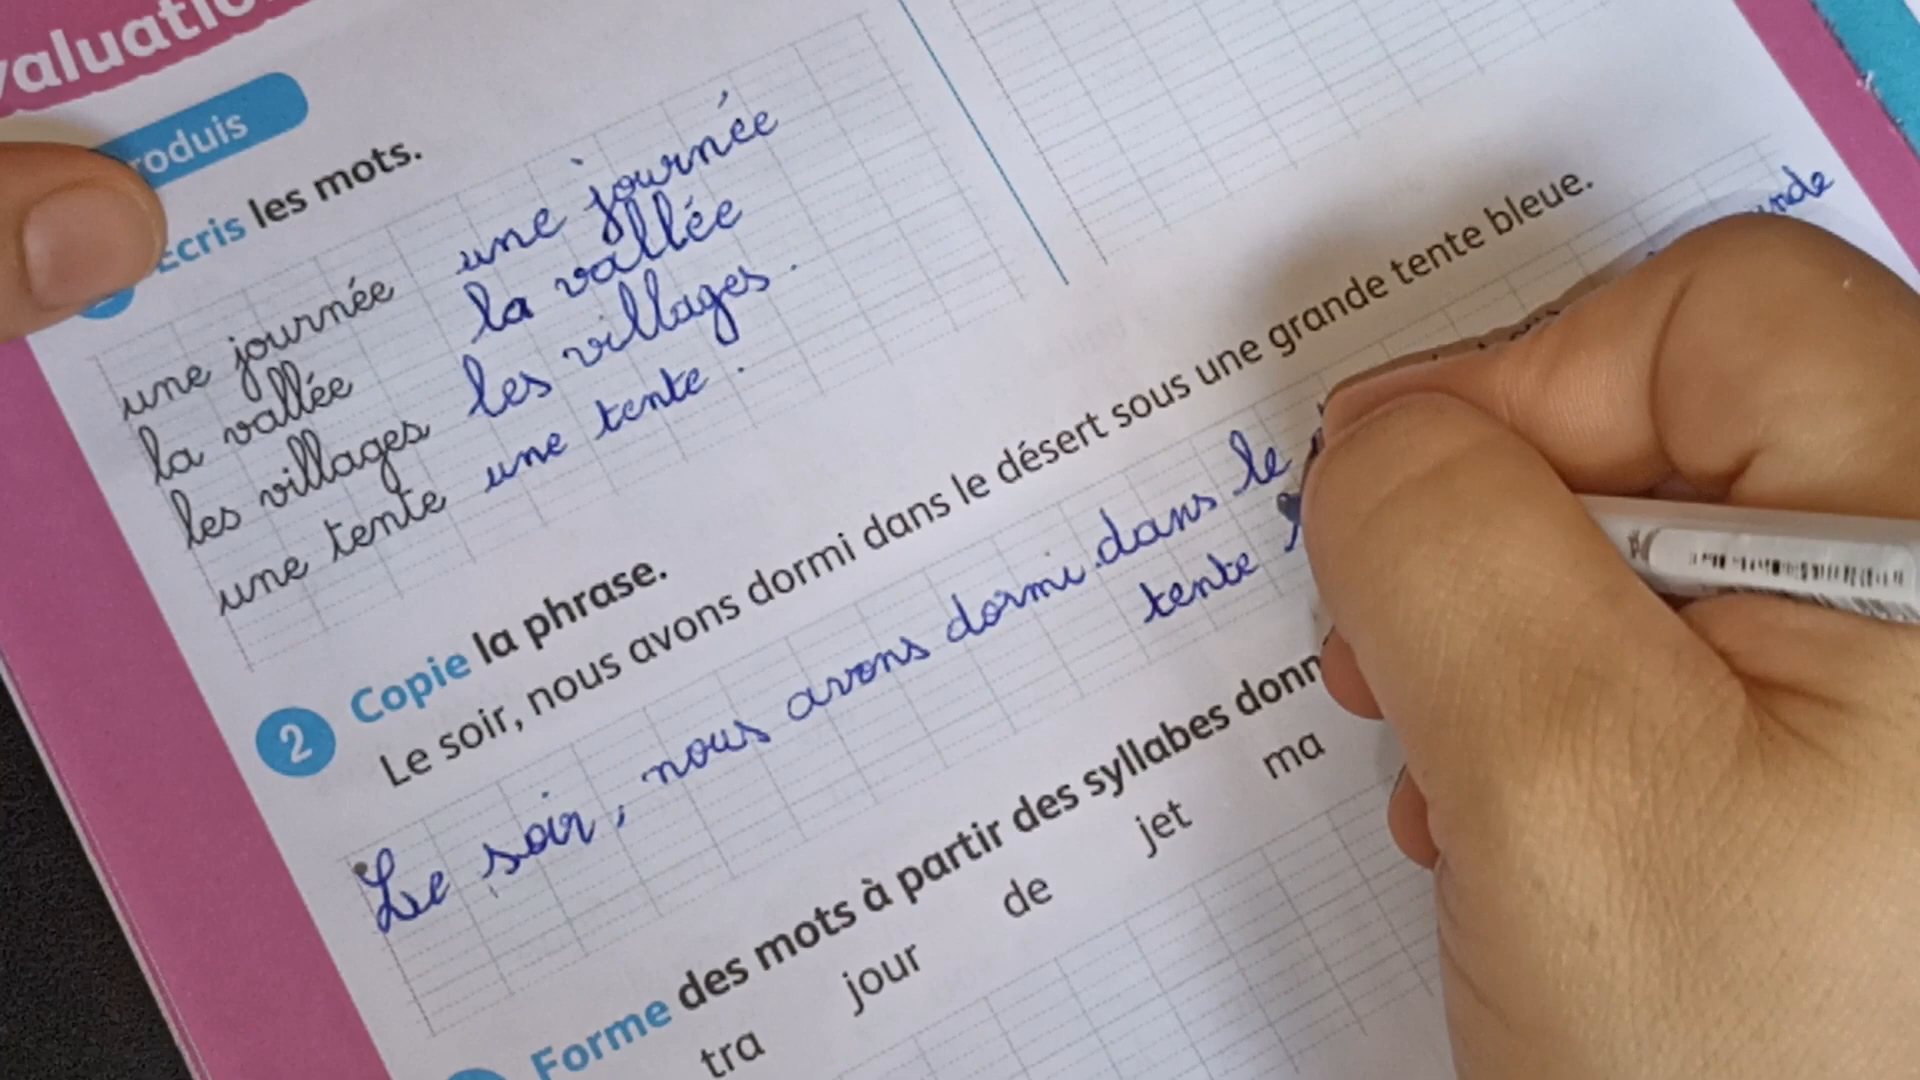 valuatio
roduis
Écris les mots.
une journée une journée
la vallée la vallée
les villages les villages.
une tente une tente.
2 Copie la phrase.
Le soir, nous avons dormi dans le désert sous une grande tente bleue.
Le soir, nous avons dormi dans le
tente
Forme des mots à partir des syllabes donn
tra jour de jet ma